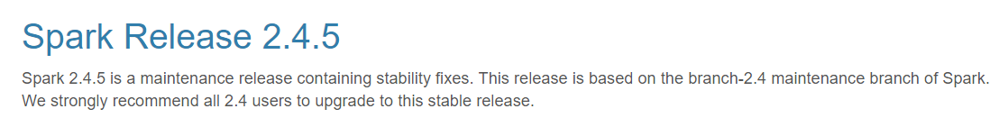 Spark Release 2.4.5
Spark 2.4.5 is a maintenance release containing stability fixes. This release is based on the branch-2.4 maintenance branch of Spark.
We strongly recommend all 2.4 users to upgrade to this stable release.